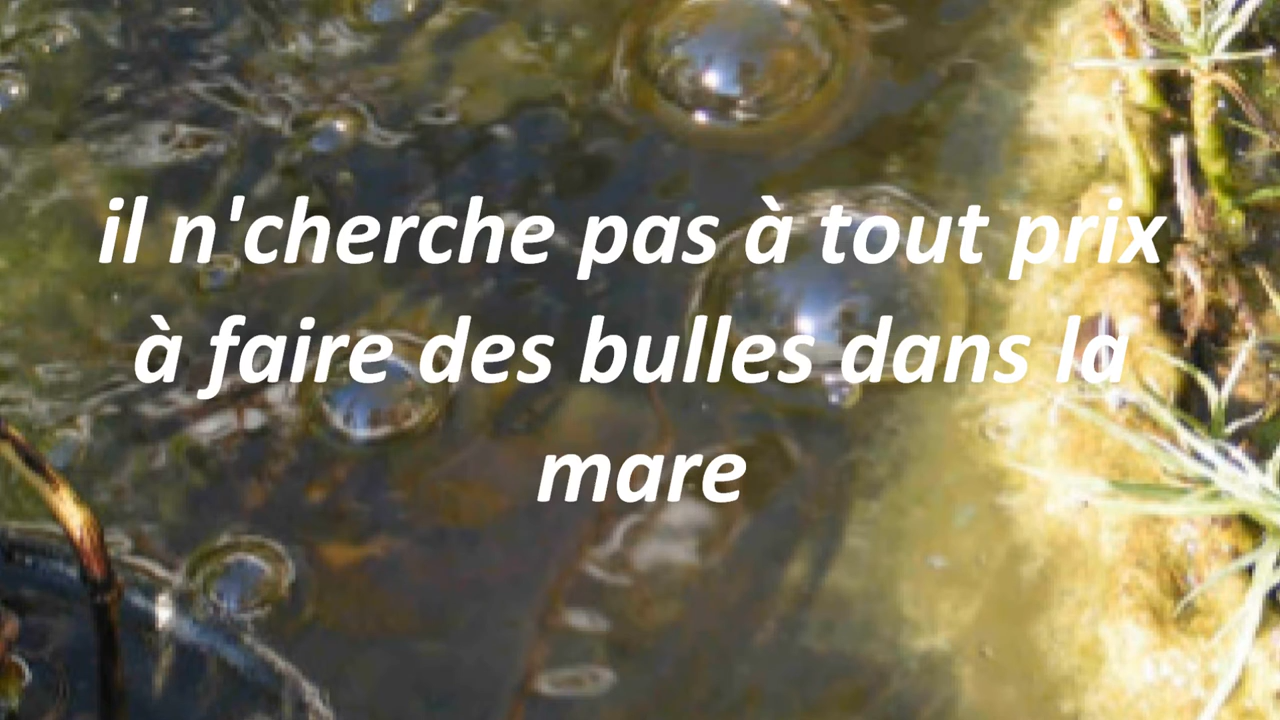 il n'cherche pas à tout prix
à faire des bulles dans la
mare